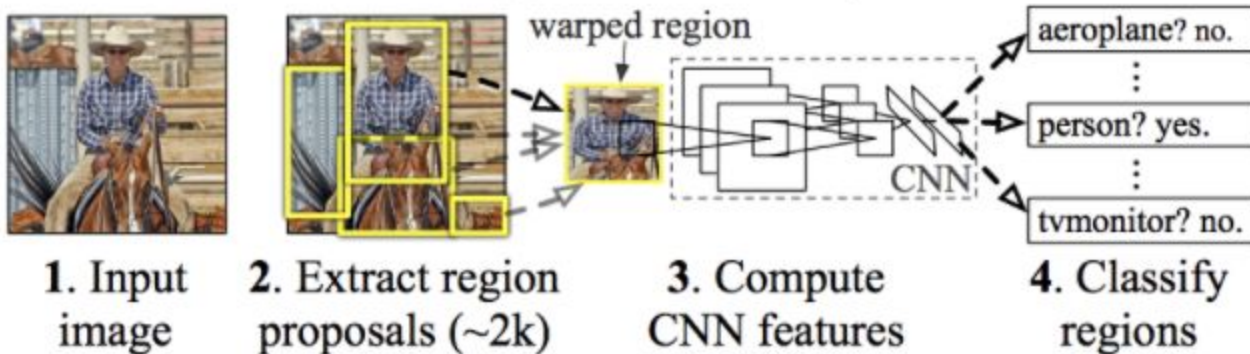 warped region
aeroplane? no.
person? yes.
CNN
tvmonitor? no.
1. Input
image
2. Extract region
proposals (~2k)
3. Compute
CNN features
4. Classify
regions